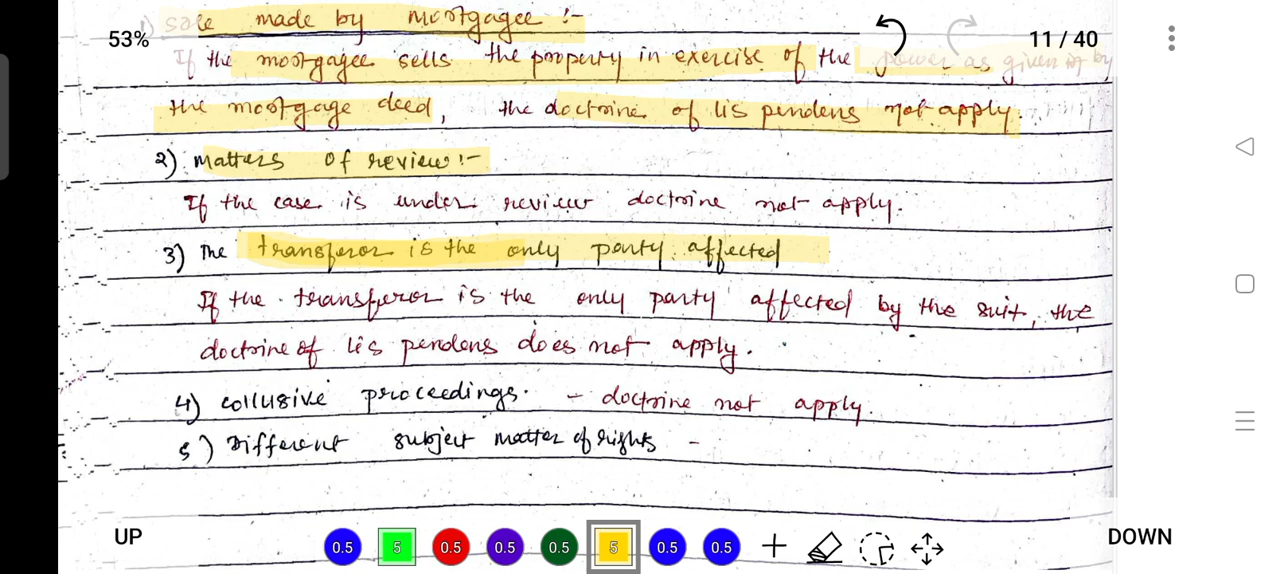 1) sale made by mortgagee :-
53%
11 / 40
If the mortgagee sells the property in exercise of the power as given by
the mortgage deed, the doctrine of lis pendens not apply.
2) Matters of review :-
If the case is under review doctrine not apply.
3) The transferor is the only party affected
If the transferor is the only party affected by the suit, the
doctrine of lis pendens does not apply.
4) collusive proceedings. - doctrine not apply.
5) Different subject matter of rights -
UP
0.5 5 0.5 0.5 0.5 5 0.5 0.5
DOWN